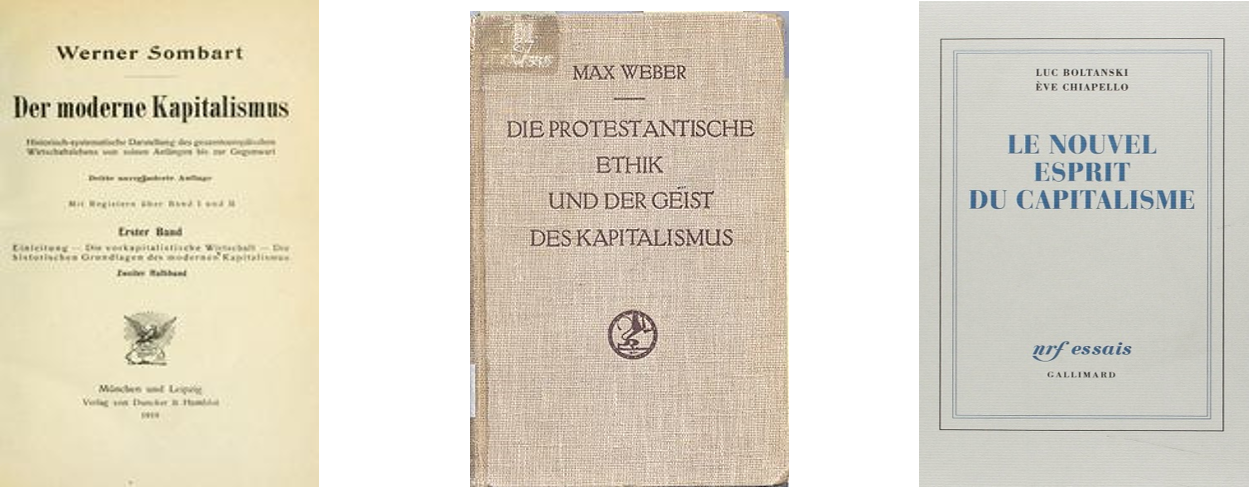 Werner Sombart
Der moderne Kapitalismus
Historisch-systematische Darstellung des gesamteuropäischen
Wirtschaftslebens von seinen Anfängen bis zur Gegenwart
Dritte Auflage
Mit Registern über Band I und II
Erster Band
Einleitung — Die vorkapitalistische Wirtschaft — Die
historischen Grundlagen des modernen Kapitalismus
Zweiter Halbband
München und Leipzig
Verlag von Duncker & Humblot
1919
MAX WEBER
DIE PROTESTANTISCHE
ETHIK
UND DER GEIST
DES KAPITALISMUS
LUC BOLTANSKI
ÈVE CHIAPELLO
LE NOUVEL
ESPRIT
DU CAPITALISME
nrf essais
GALLIMARD